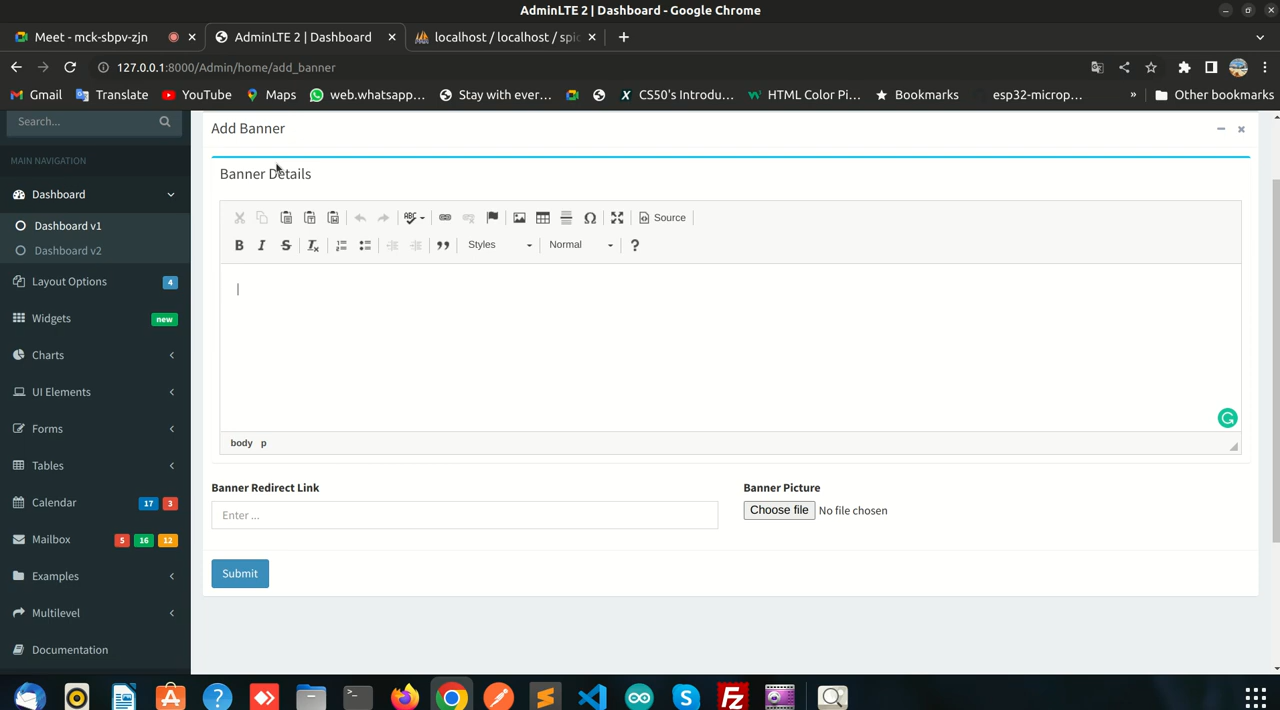 AdminLTE 2 | Dashboard - Google Chrome
Meet - mck-sbpv-zjn
AdminLTE 2 | Dashboard
localhost / localhost / spic
127.0.0.1:8000/Admin/home/add_banner
Gmail
Translate
YouTube
Maps
web.whatsapp...
Stay with ever...
CS50's Introdu...
HTML Color Pi...
Bookmarks
esp32-microp...
»
Other bookmarks
Search...
MAIN NAVIGATION
Dashboard
Dashboard v1
Dashboard v2
Layout Options 4
Widgets new
Charts
UI Elements
Forms
Tables
Calendar 17 3
Mailbox 5 16 12
Examples
Multilevel
Documentation
Add Banner
Banner Details
ABC
Source
B I S
Styles
Normal
?
body p
Banner Redirect Link
Enter ...
Banner Picture
Choose file No file chosen
Submit